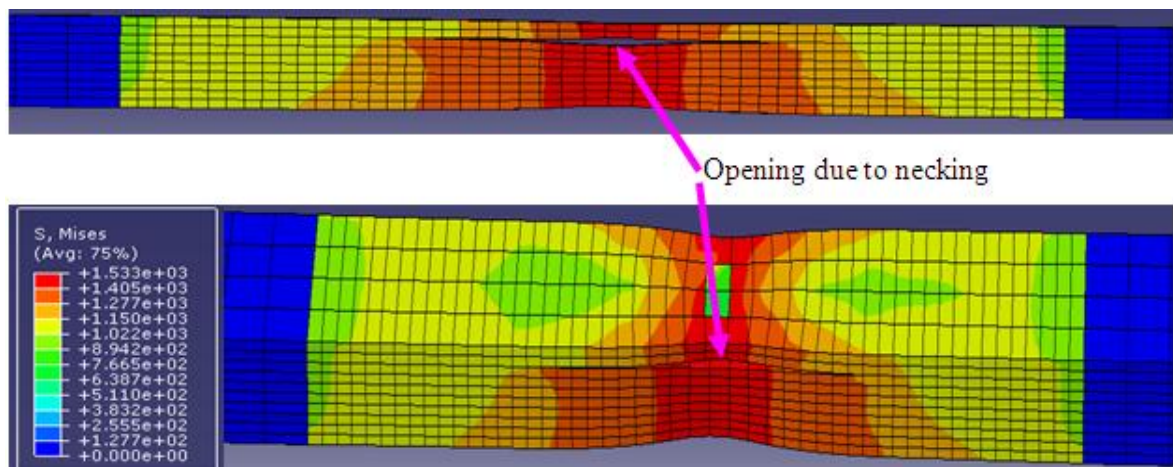 Opening due to necking
S, Mises
(Avg: 75%)
+1.533e+03
+1.405e+03
+1.277e+03
+1.150e+03
+1.022e+03
+8.942e+02
+7.665e+02
+6.387e+02
+5.110e+02
+3.832e+02
+2.555e+02
+1.277e+02
+0.000e+00